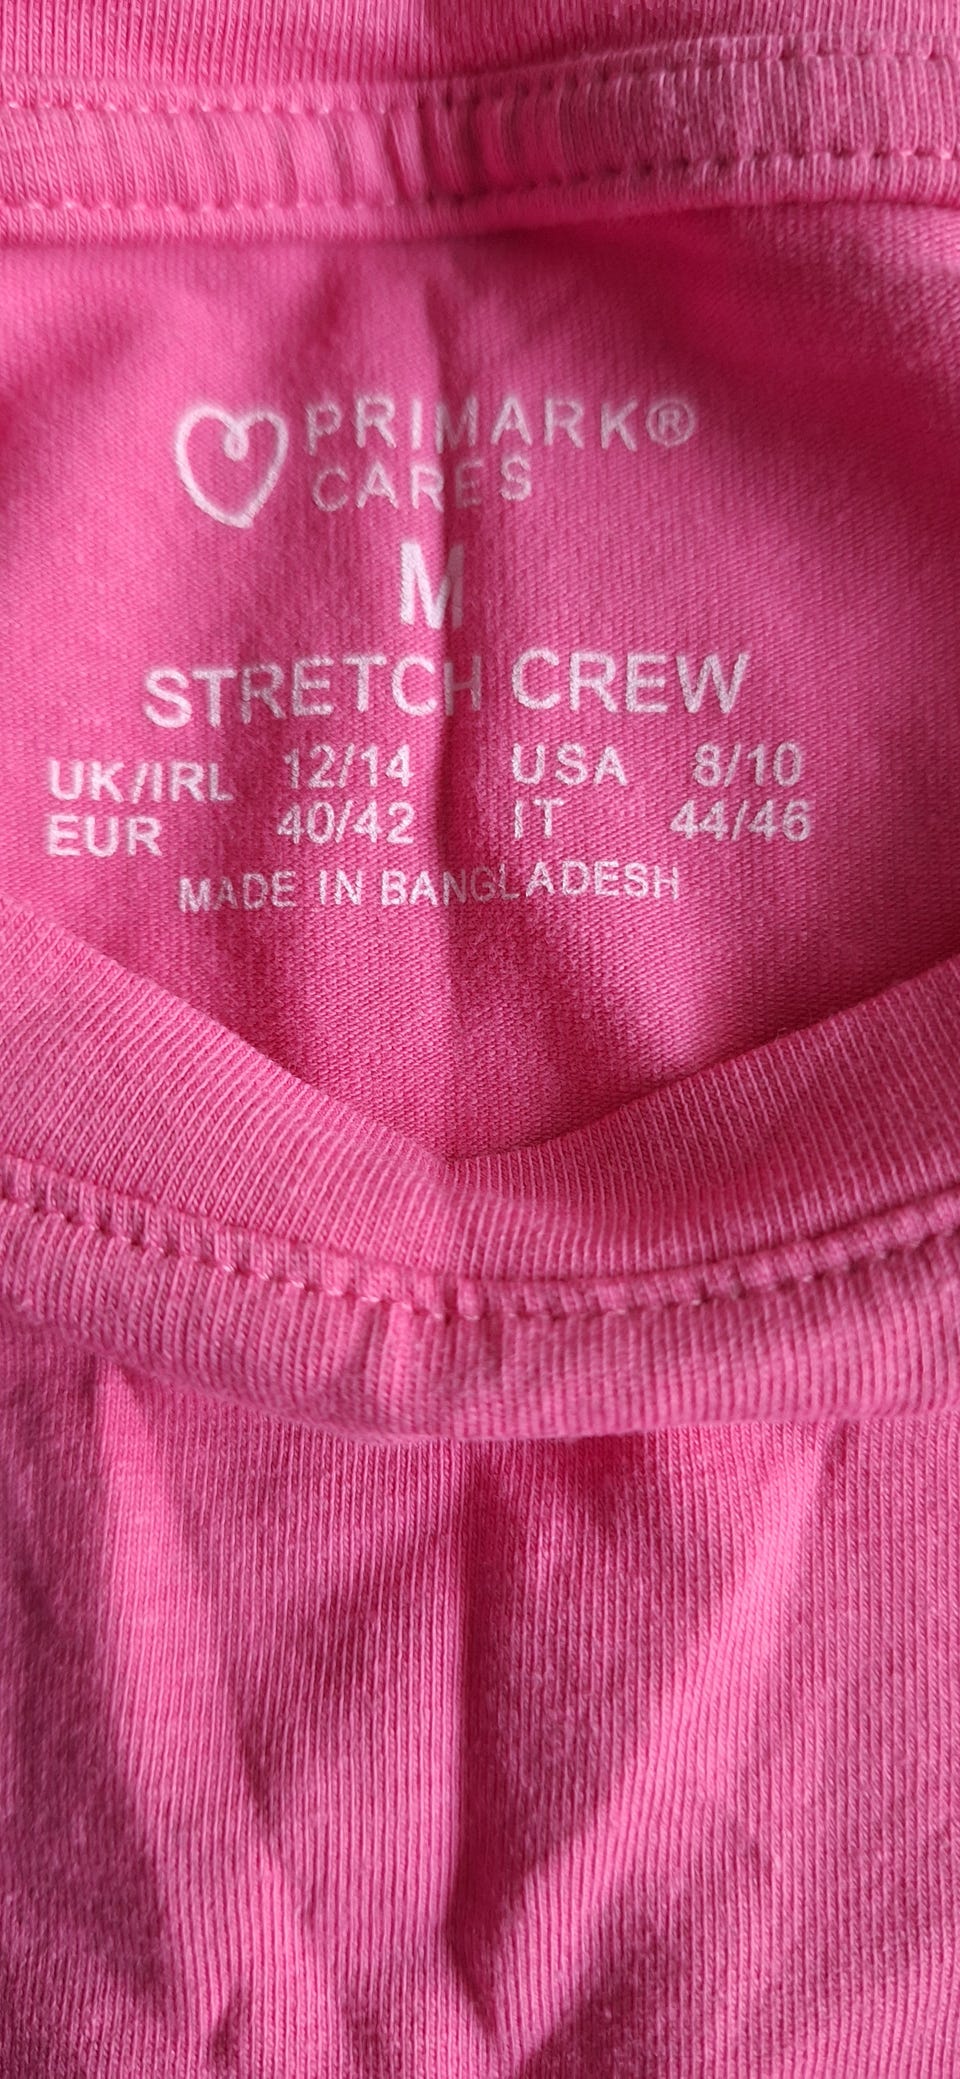 PRIMARK®
CARES
M
STRETCH CREW
UK/IRL 12/14 USA 8/10
EUR 40/42 IT 44/46
MADE IN BANGLADESH